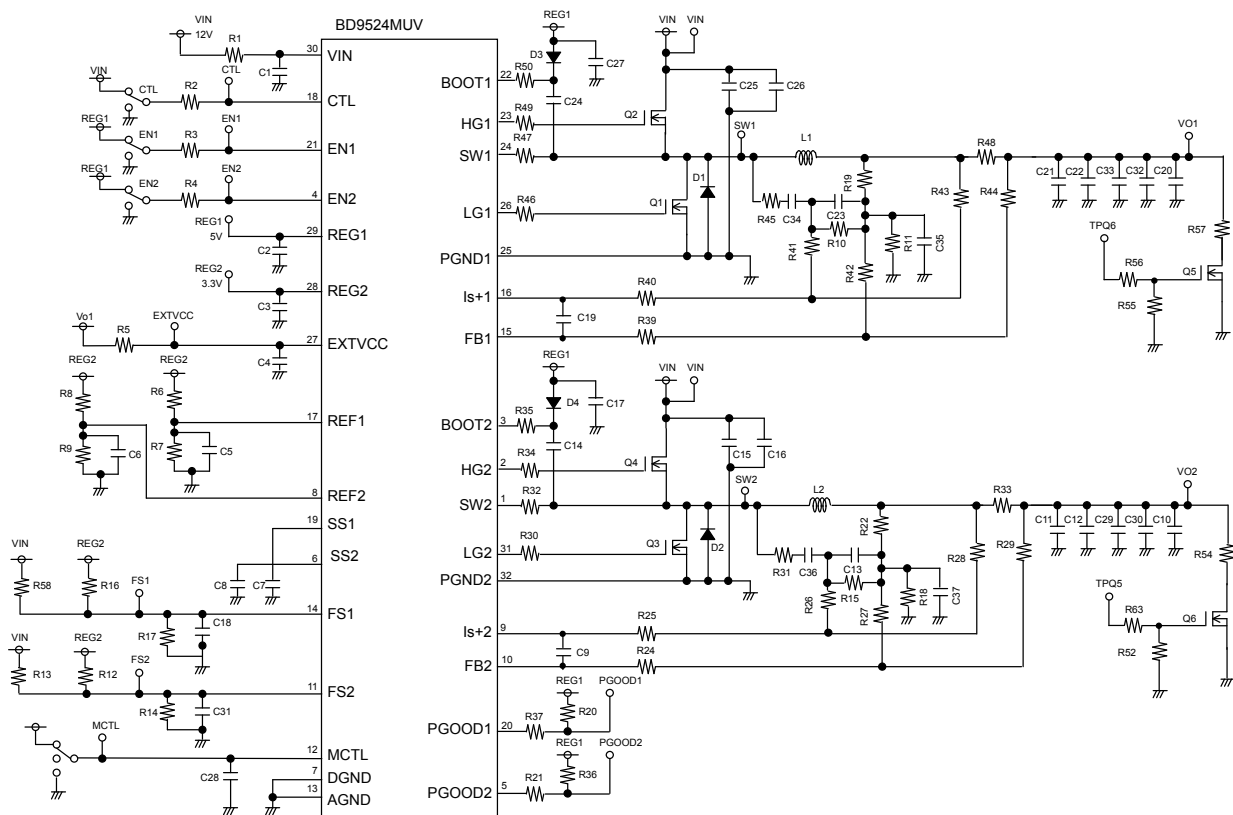 BD9524MUV
VIN
12V
R1
30
VIN
C1
VIN
CTL
R2
CTL
18
CTL
REG1
EN1
R3
EN1
21
EN1
REG1
EN2
R4
EN2
4
EN2
REG1
5V
29
REG1
C2
REG2
3.3V
28
REG2
C3
Vo1
R5
EXTVCC
27
EXTVCC
C4
REG2
R8
REG2
R6
17
REF1
R9
C6
R7
C5
8
REF2
19
SS1
6
SS2
C8
C7
VIN
R58
REG2
R16
FS1
14
FS1
R17
C18
VIN
R13
REG2
R12
FS2
11
FS2
R14
C31
MCTL
12
MCTL
C28
7
DGND
13
AGND
REG1
D3
C27
BOOT1
22
R50
C24
VIN
VIN
C25
C26
HG1
23
R49
Q2
SW1
24
R47
SW1
L1
R48
VO1
D1
R19
R43
R44
C21
C22
C33
C32
C20
LG1
26
R46
Q1
R45
C34
C23
R10
R11
C35
R41
R42
R57
TPQ6
R56
Q5
R55
PGND1
25
Is+1
16
R40
C19
FB1
15
R39
REG1
D4
C17
BOOT2
3
R35
C14
VIN
VIN
C15
C16
HG2
2
R34
Q4
SW2
1
R32
SW2
L2
R33
VO2
D2
R22
R28
R29
C11
C12
C29
C30
C10
LG2
31
R30
Q3
R31
C36
C13
R15
R18
C37
R26
R27
R54
TPQ5
R63
Q6
R52
PGND2
32
Is+2
9
R25
C9
FB2
10
R24
REG1
R20
PGOOD1
PGOOD1
20
R37
REG1
R36
PGOOD2
PGOOD2
5
R21